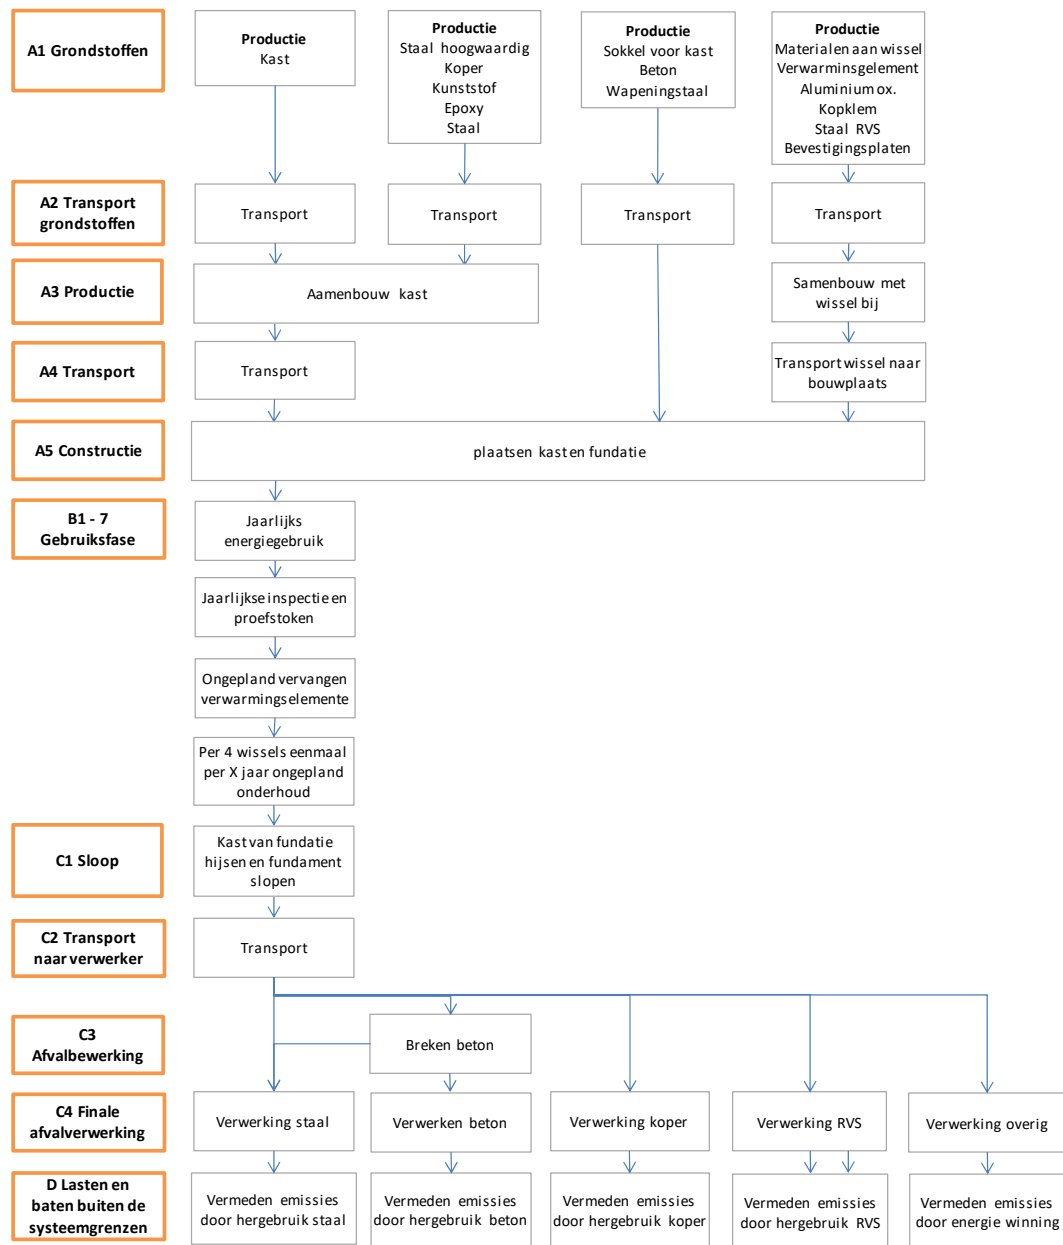 A1 Grondstoffen
Productie
Kast
Productie
Staal hoogwaardig
Koper
Kunststof
Epoxy
Staal
Productie
Sokkel voor kast
Beton
Wapeningstaal
Productie
Materialen aan wissel
Verwarminsgelement
Aluminium ox.
Kopklem
Staal RVS
Bevestigingsplaten
A2 Transport
grondstoffen
Transport
Transport
Transport
Transport
A3 Productie
Aamenbouw kast
Samenbouw met
wissel bij
A4 Transport
Transport
Transport wissel naar
bouwplaats
A5 Constructie
plaatsen kast en fundatie
B1 - 7
Gebruiksfase
Jaarlijks
energiegebruik
Jaarlijkse inspectie en
proefstoken
Ongepland vervangen
verwarmingselemente
Per 4 wissels eenmaal
per X jaar ongepland
onderhoud
C1 Sloop
Kast van fundatie
hijsen en fundament
slopen
C2 Transport
naar verwerker
Transport
C3
Afvalbewerking
Breken beton
C4 Finale
afvalverwerking
Verwerking staal
Verwerken beton
Verwerking koper
Verwerking RVS
Verwerking overig
D Lasten en
baten buiten de
systeemgrenzen
Vermeden emissies
door hergebruik staal
Vermeden emissies
door hergebruik beton
Vermeden emissies
door hergebruik koper
Vermeden emissies
door hergebruik RVS
Vermeden emissies
door energie winning